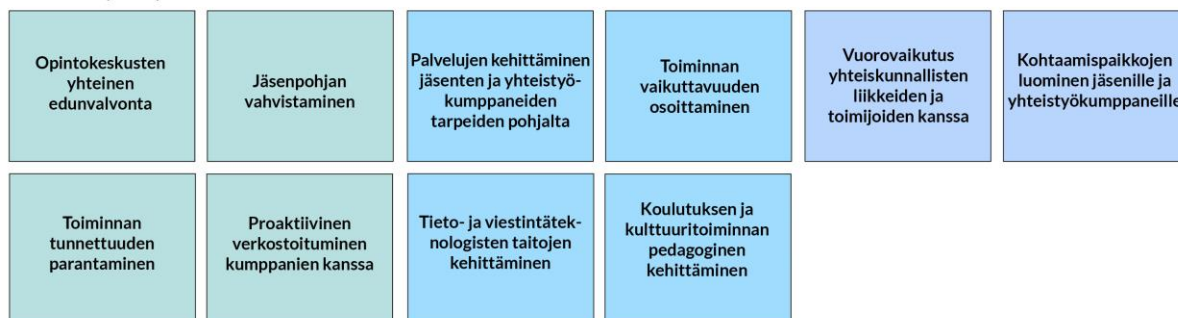 Opintokeskusten
yhteinen
edunvalvonta
Jäsenpohjan
vahvistaminen
Palvelujen kehittäminen
jäsenten ja yhteistyö-
kumppaneiden
tarpeiden pohjalta
Toiminnan
vaikuttavuuden
osoittaminen
Vuorovaikutus
yhteiskunnallisten
liikkeiden ja
toimijoiden kanssa
Kohtaamispaikkojen
luominen jäsenille ja
yhteistyökumppaneille
Toiminnan
tunnettuuden
parantaminen
Proaktiivinen
verkostoituminen
kumppanien kanssa
Tieto- ja viestintätek-
nologisten taitojen
kehittäminen
Koulutuksen ja
kulttuuritoiminnan
pedagoginen
kehittäminen